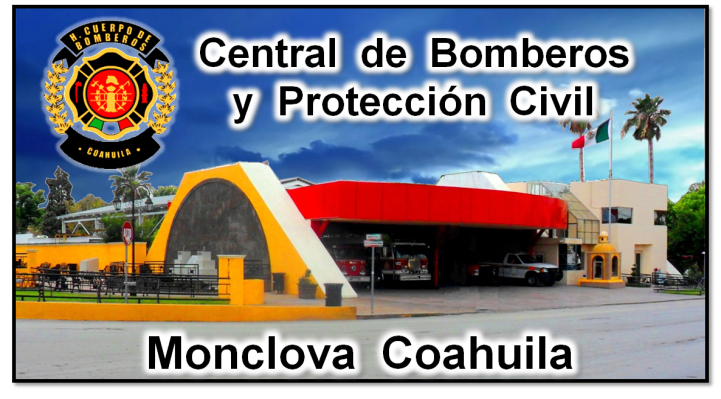 H. CUERPO DE
BOMBEROS
• COAHUILA •
Central de Bomberos
y Protección Civil
Monclova Coahuila